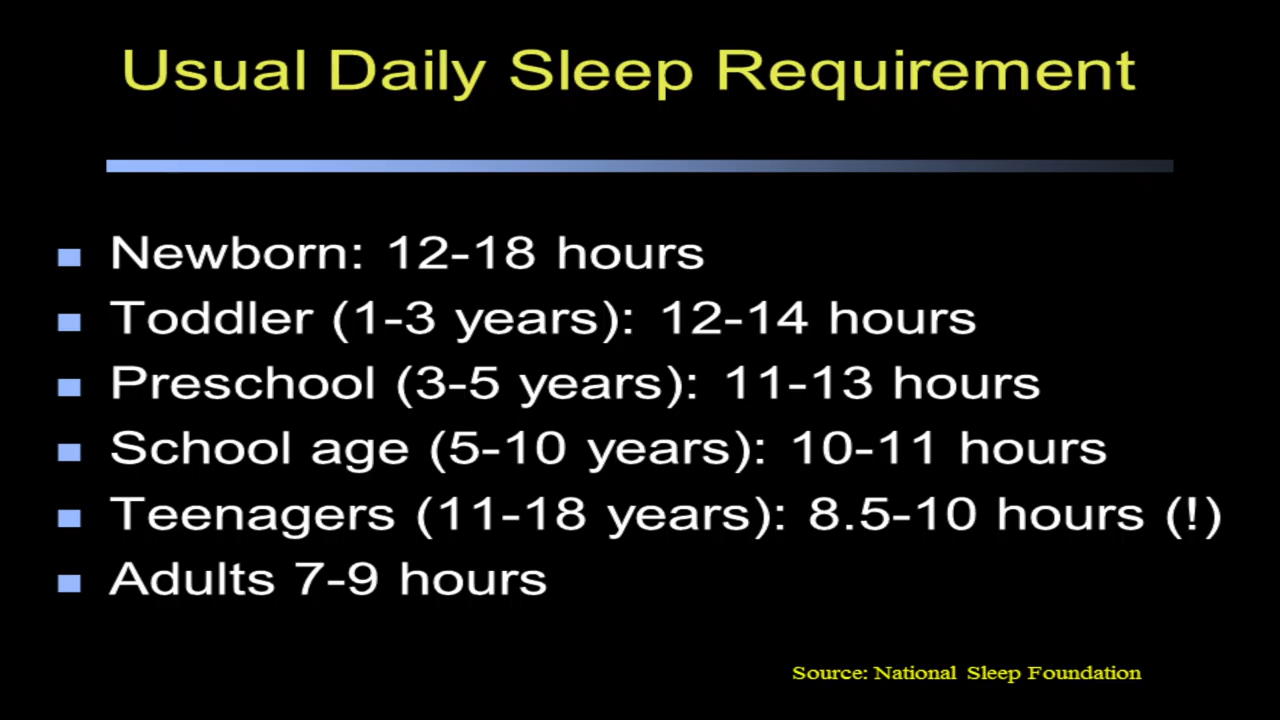 Usual Daily Sleep Requirement
Newborn: 12-18 hours
Toddler (1-3 years): 12-14 hours
Preschool (3-5 years): 11-13 hours
School age (5-10 years): 10-11 hours
Teenagers (11-18 years): 8.5-10 hours (!)
Adults 7-9 hours
Source: National Sleep Foundation